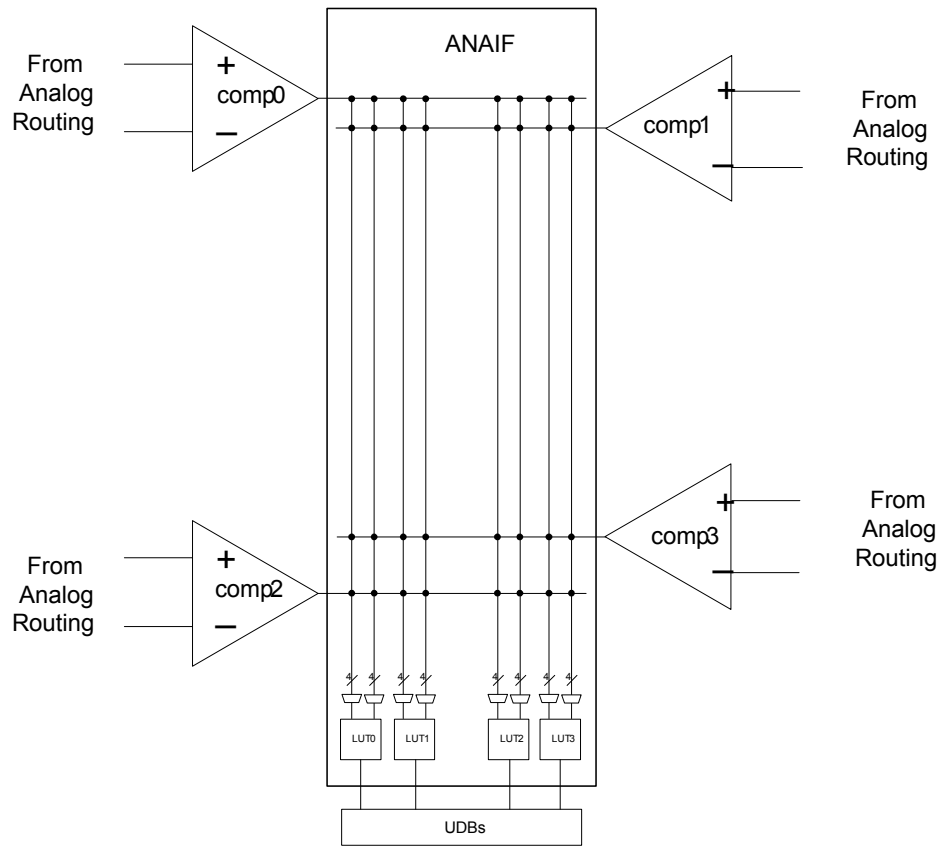 ANAIF
From
Analog
Routing
+
comp0
−
+
comp1
−
From
Analog
Routing
From
Analog
Routing
+
comp2
−
+
comp3
−
From
Analog
Routing
4 4 4 4 4 4 4 4
LUT0 LUT1 LUT2 LUT3
UDBs